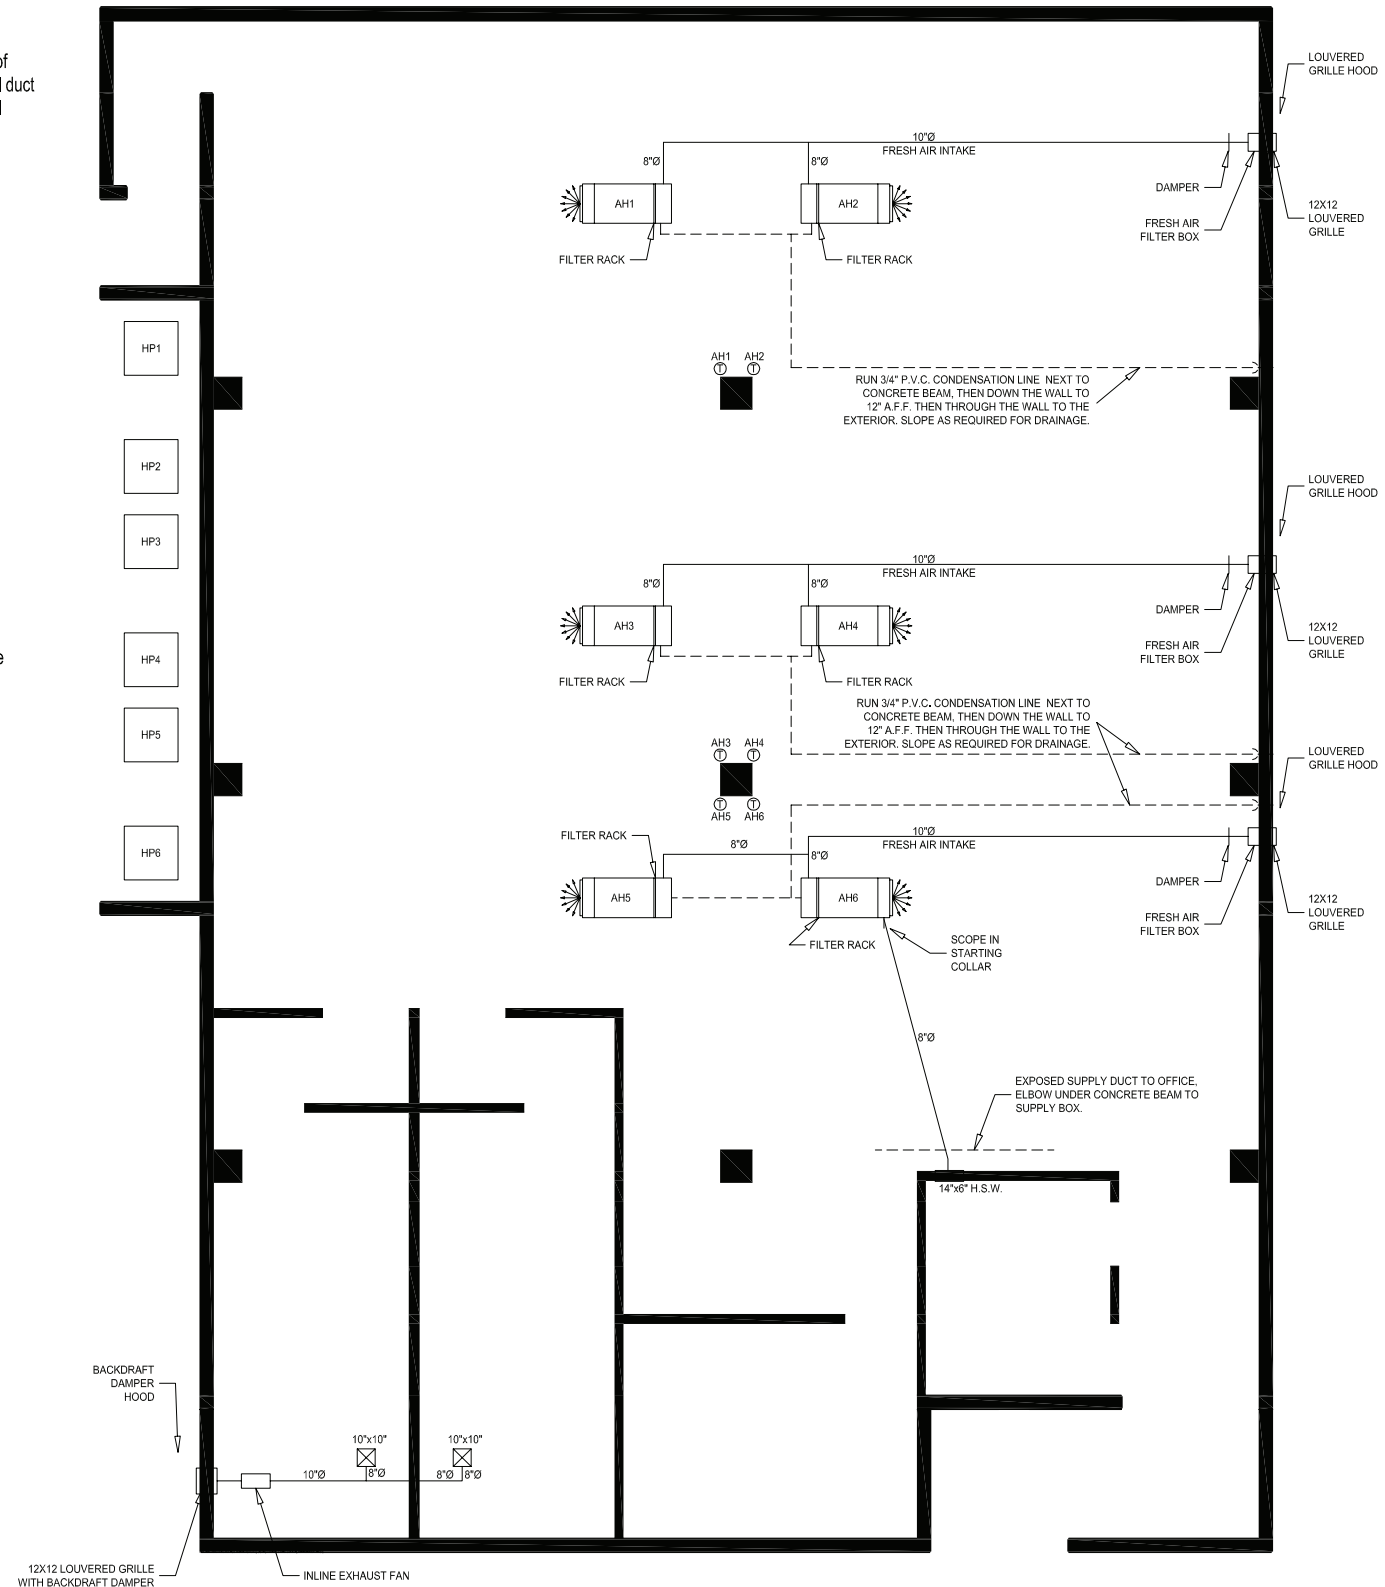 of
duct
LOUVERED
GRILLE HOOD
10"Ø
FRESH AIR INTAKE
8"Ø
8"Ø
DAMPER
AH1
AH2
12X12
LOUVERED
GRILLE
FRESH AIR
FILTER BOX
FILTER RACK
FILTER RACK
HP1
AH1
AH2
T
T
RUN 3/4" P.V.C. CONDENSATION LINE NEXT TO
CONCRETE BEAM, THEN DOWN THE WALL TO
12" A.F.F. THEN THROUGH THE WALL TO THE
EXTERIOR. SLOPE AS REQUIRED FOR DRAINAGE.
HP2
LOUVERED
GRILLE HOOD
HP3
10"Ø
FRESH AIR INTAKE
8"Ø
8"Ø
DAMPER
AH3
AH4
12X12
LOUVERED
GRILLE
FRESH AIR
FILTER BOX
e
HP4
FILTER RACK
FILTER RACK
RUN 3/4" P.V.C. CONDENSATION LINE NEXT TO
CONCRETE BEAM, THEN DOWN THE WALL TO
12" A.F.F. THEN THROUGH THE WALL TO THE
EXTERIOR. SLOPE AS REQUIRED FOR DRAINAGE.
HP5
AH3
AH4
T
T
LOUVERED
GRILLE HOOD
T
T
AH5
AH6
FILTER RACK
8"Ø
8"Ø
10"Ø
FRESH AIR INTAKE
HP6
DAMPER
AH5
AH6
12X12
LOUVERED
GRILLE
FRESH AIR
FILTER BOX
FILTER RACK
SCOPE IN
STARTING
COLLAR
8"Ø
EXPOSED SUPPLY DUCT TO OFFICE,
ELBOW UNDER CONCRETE BEAM TO
SUPPLY BOX.
14"x6" H.S.W.
BACKDRAFT
DAMPER
HOOD
10"x10"
10"x10"
10"Ø
8"Ø
8"Ø
8"Ø
12X12 LOUVERED GRILLE
WITH BACKDRAFT DAMPER
INLINE EXHAUST FAN